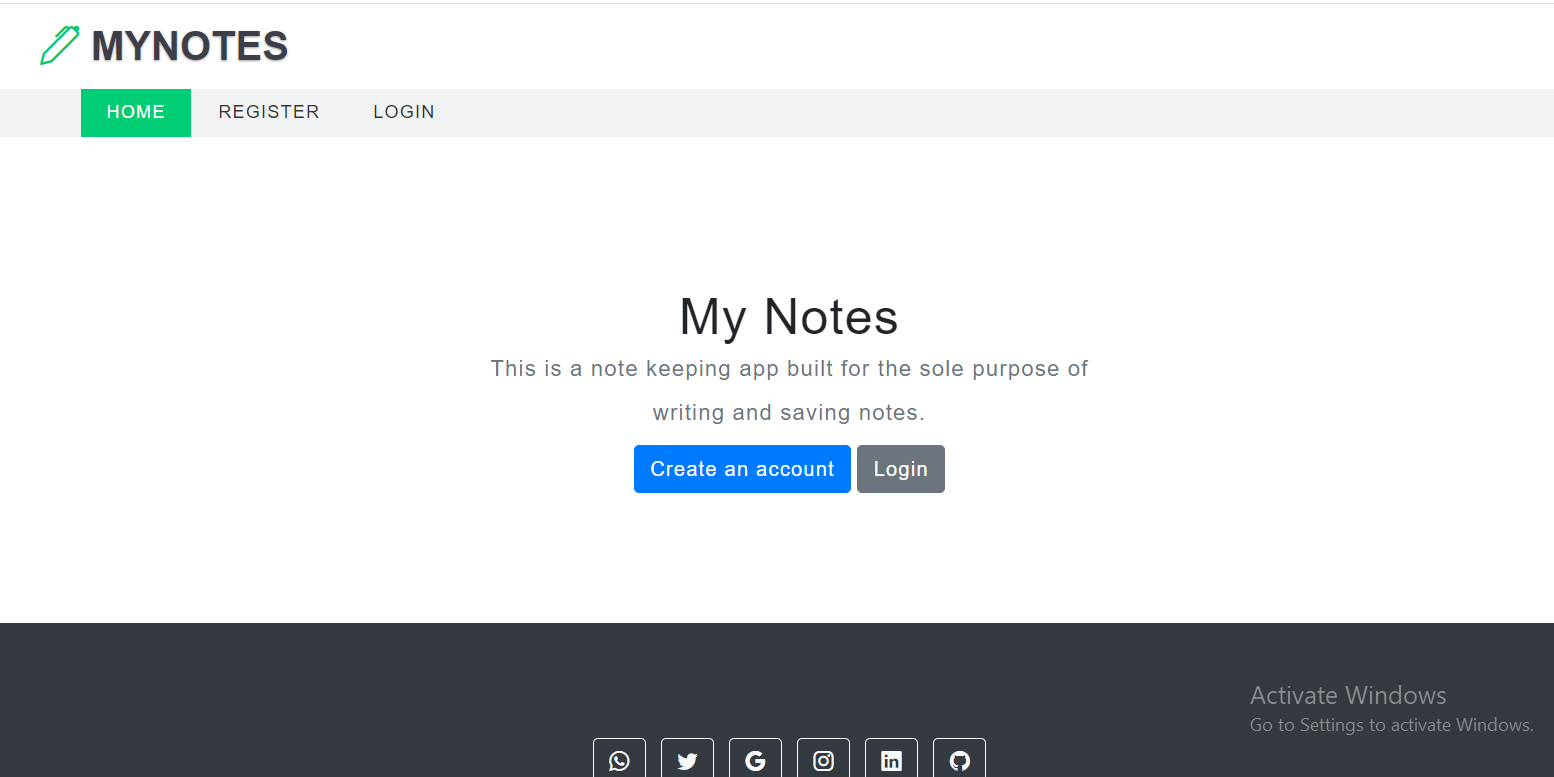 MYNOTES
HOME REGISTER LOGIN
My Notes
This is a note keeping app built for the sole purpose of
writing and saving notes.
Create an account Login
Activate Windows
Go to Settings to activate Windows.